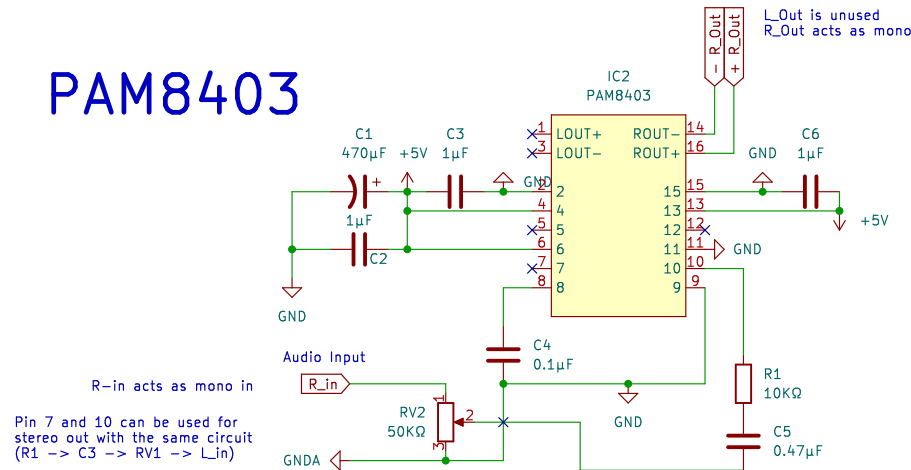 L_Out is unused
R_Out acts as mono
- R_Out
+ R_Out
PAM8403
IC2
PAM8403
C1
470µF
+5V
C3
1µF
GND
1µF
C2
GND
1 LOUT+
3 LOUT-
2 2
4 4
5 5
6 6
7 7
8 8
ROUT- 14
ROUT+ 16
15 15
13 13
12 12
11 11
10 10
9 9
GND
C6
1µF
+5V
GND
C4
0.1µF
Audio Input
R_in
R-in acts as mono in
Pin 7 and 10 can be used for
stereo out with the same circuit
(R1 -> C3 -> RV1 -> L_in)
RV2
50KΩ
1
2
3
GNDA
GND
R1
10KΩ
C5
0.47µF